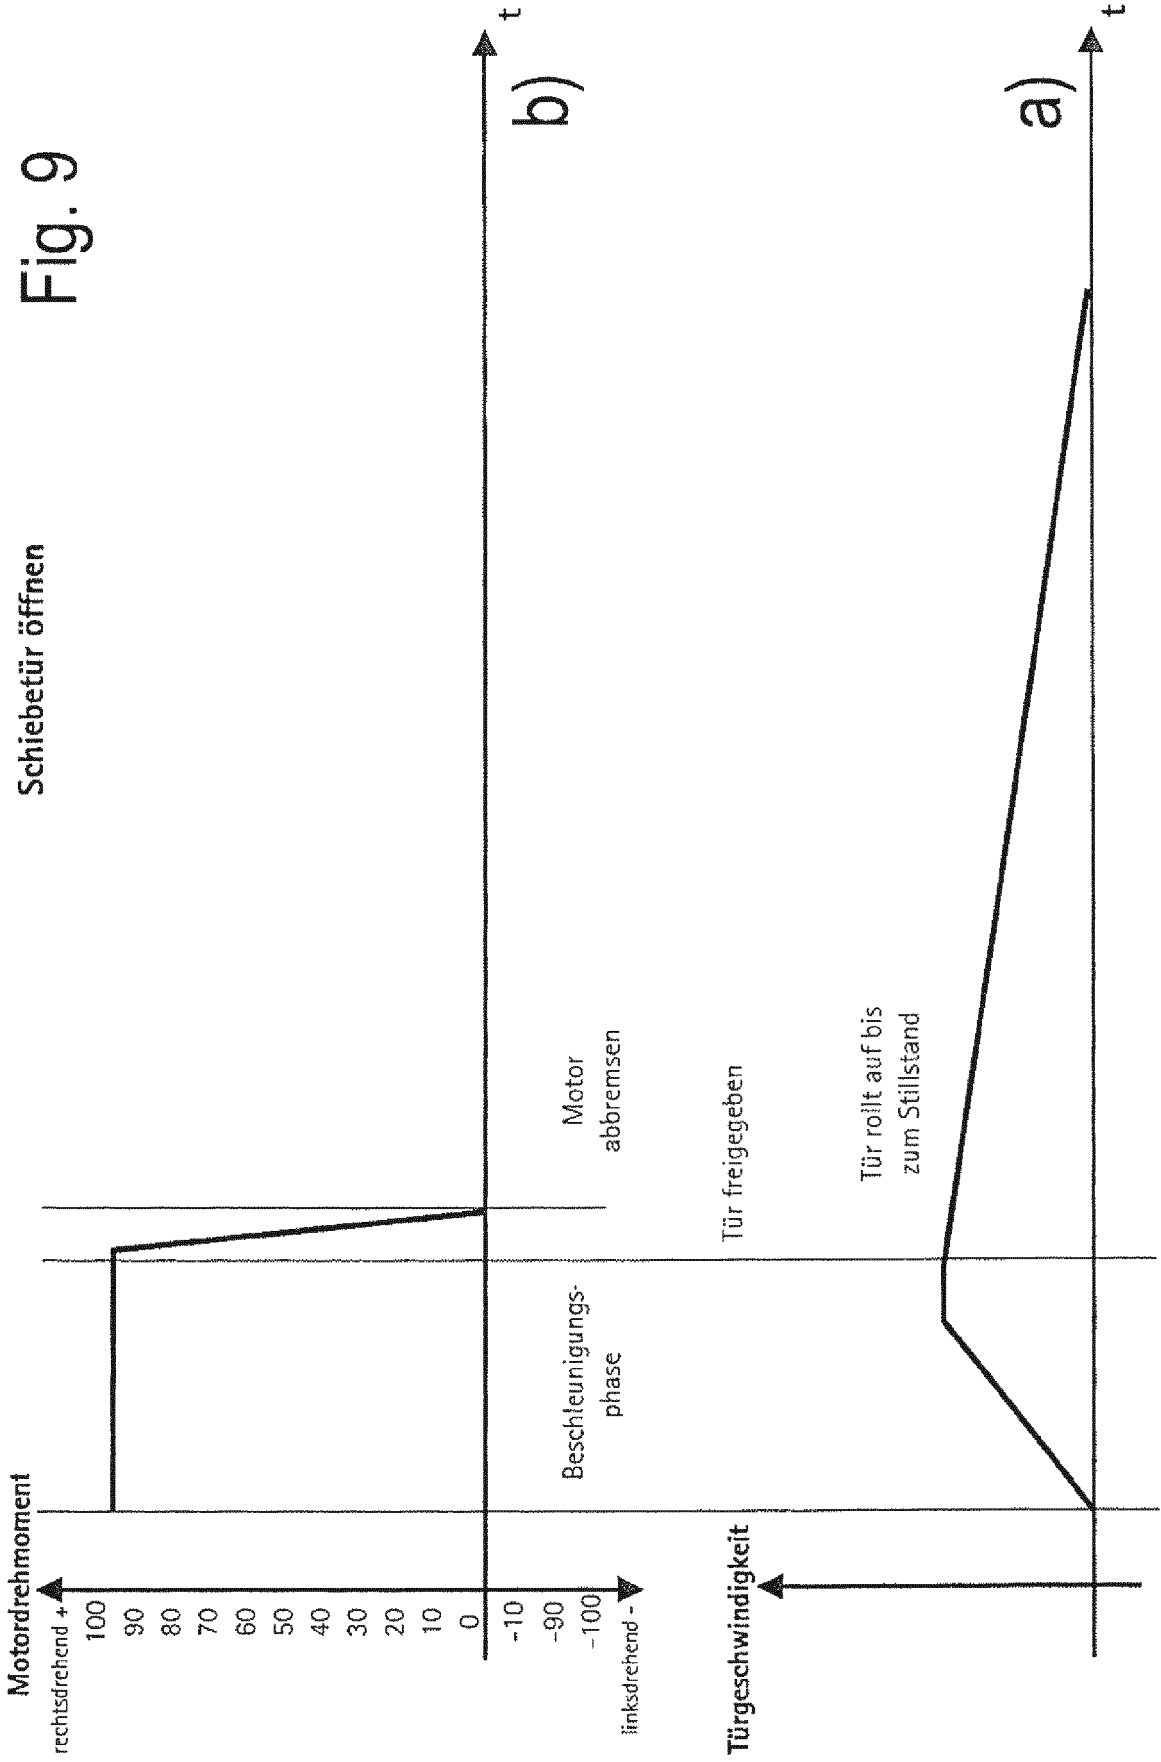 Fig. 9
Schiebetür öffnen
Motordrehmoment
rechtsdrehend +
100
90
80
70
60
50
40
30
20
10
0
-10
-90
-100
linksdrehend -
t
b)
Beschleunigungs-
phase
Motor
abbremsen
Türgeschwindigkeit
Tür freigegeben
Tür rollt auf bis
zum Stillstand
t
a)